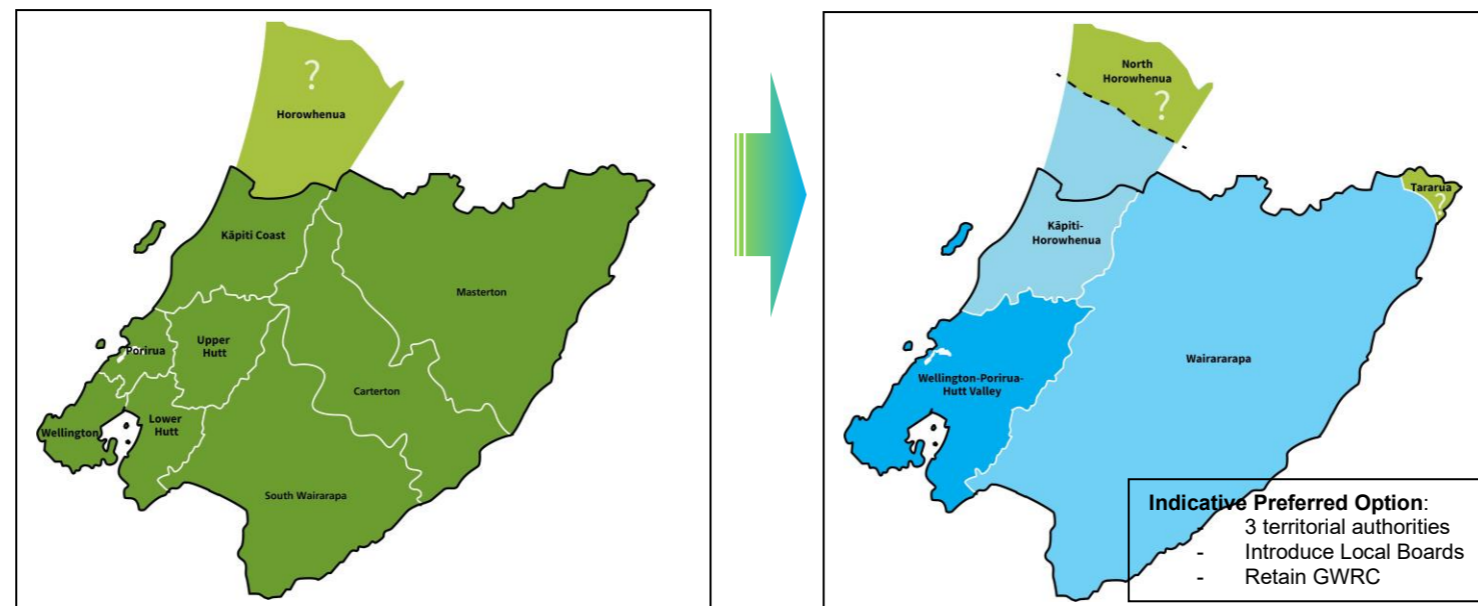 ?
Horowhenua
Kāpiti Coast
Masterton
Porirua
Upper
Hutt
Carterton
Lower
Hutt
Wellington
South Wairarapa
North
Horowhenua
?
Tararua
?
Kāpiti-
Horowhenua
Wairararapa
Wellington-Porirua-
Hutt Valley
Indicative Preferred Option:
- 3 territorial authorities
- Introduce Local Boards
- Retain GWRC